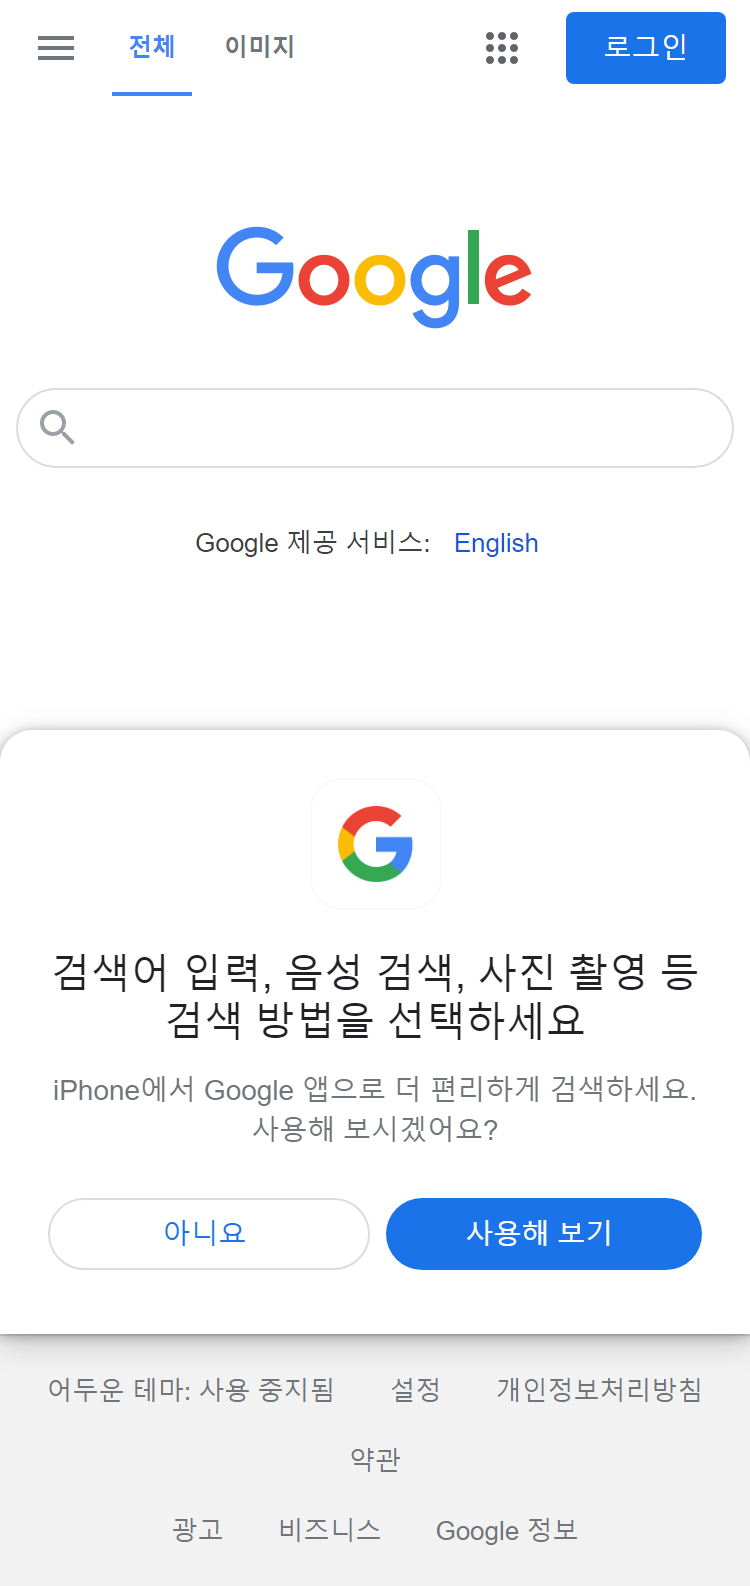 전체 이미지 로그인
Google
Google 제공 서비스: English
검색어 입력, 음성 검색, 사진 촬영 등
검색 방법을 선택하세요
iPhone에서 Google 앱으로 더 편리하게 검색하세요.
사용해 보시겠어요?
아니요 사용해 보기
어두운 테마: 사용 중지됨 설정 개인정보처리방침
약관
광고 비즈니스 Google 정보